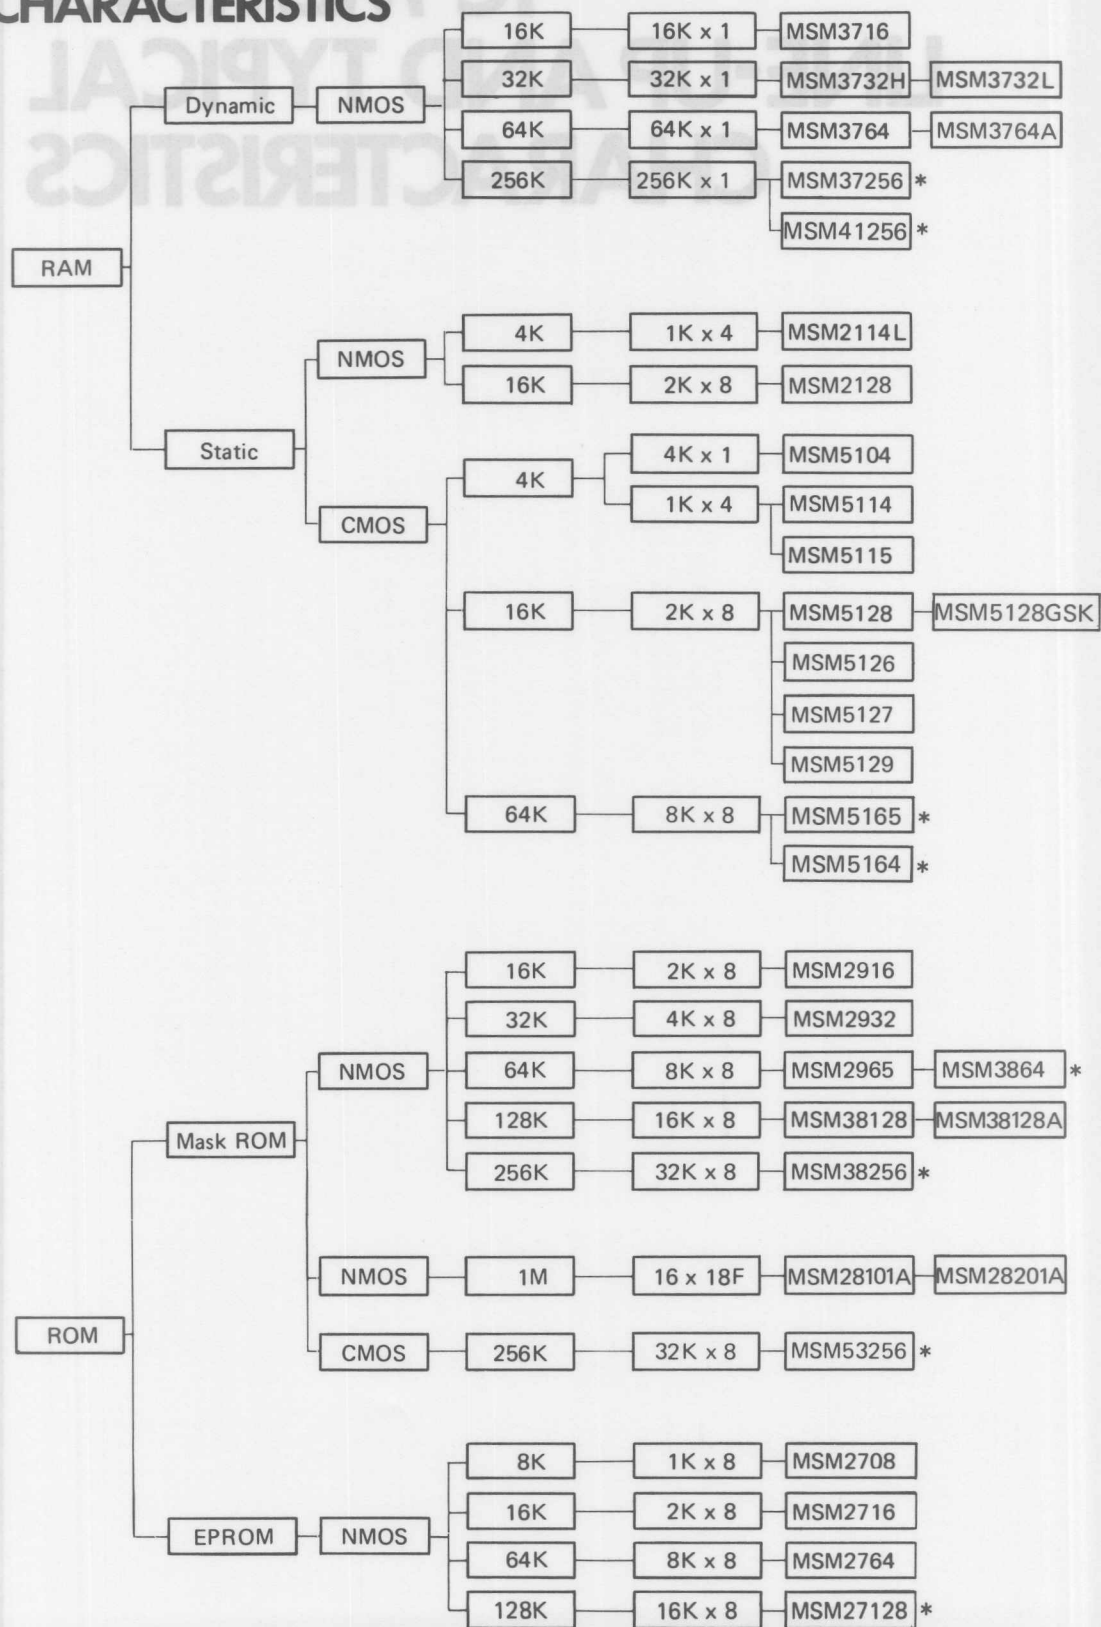 CHARACTERISTICS
LINE-UP AND TYPICAL
CHARACTERISTICS
16K 16K x 1 MSM3716
32K 32K x 1 MSM3732H MSM3732L
Dynamic NMOS
64K 64K x 1 MSM3764 MSM3764A
256K 256K x 1 MSM37256 *
MSM41256 *
RAM
4K 1K x 4 MSM2114L
NMOS
16K 2K x 8 MSM2128
Static
4K x 1 MSM5104
4K
1K x 4 MSM5114
CMOS
MSM5115
16K 2K x 8 MSM5128 MSM5128GSK
MSM5126
MSM5127
MSM5129
64K 8K x 8 MSM5165 *
MSM5164 *
16K 2K x 8 MSM2916
32K 4K x 8 MSM2932
NMOS 64K 8K x 8 MSM2965 MSM3864 *
128K 16K x 8 MSM38128 MSM38128A
Mask ROM
256K 32K x 8 MSM38256 *
NMOS 1M 16 x 18F MSM28101A MSM28201A
ROM
CMOS 256K 32K x 8 MSM53256 *
8K 1K x 8 MSM2708
16K 2K x 8 MSM2716
EPROM NMOS
64K 8K x 8 MSM2764
128K 16K x 8 MSM27128 *